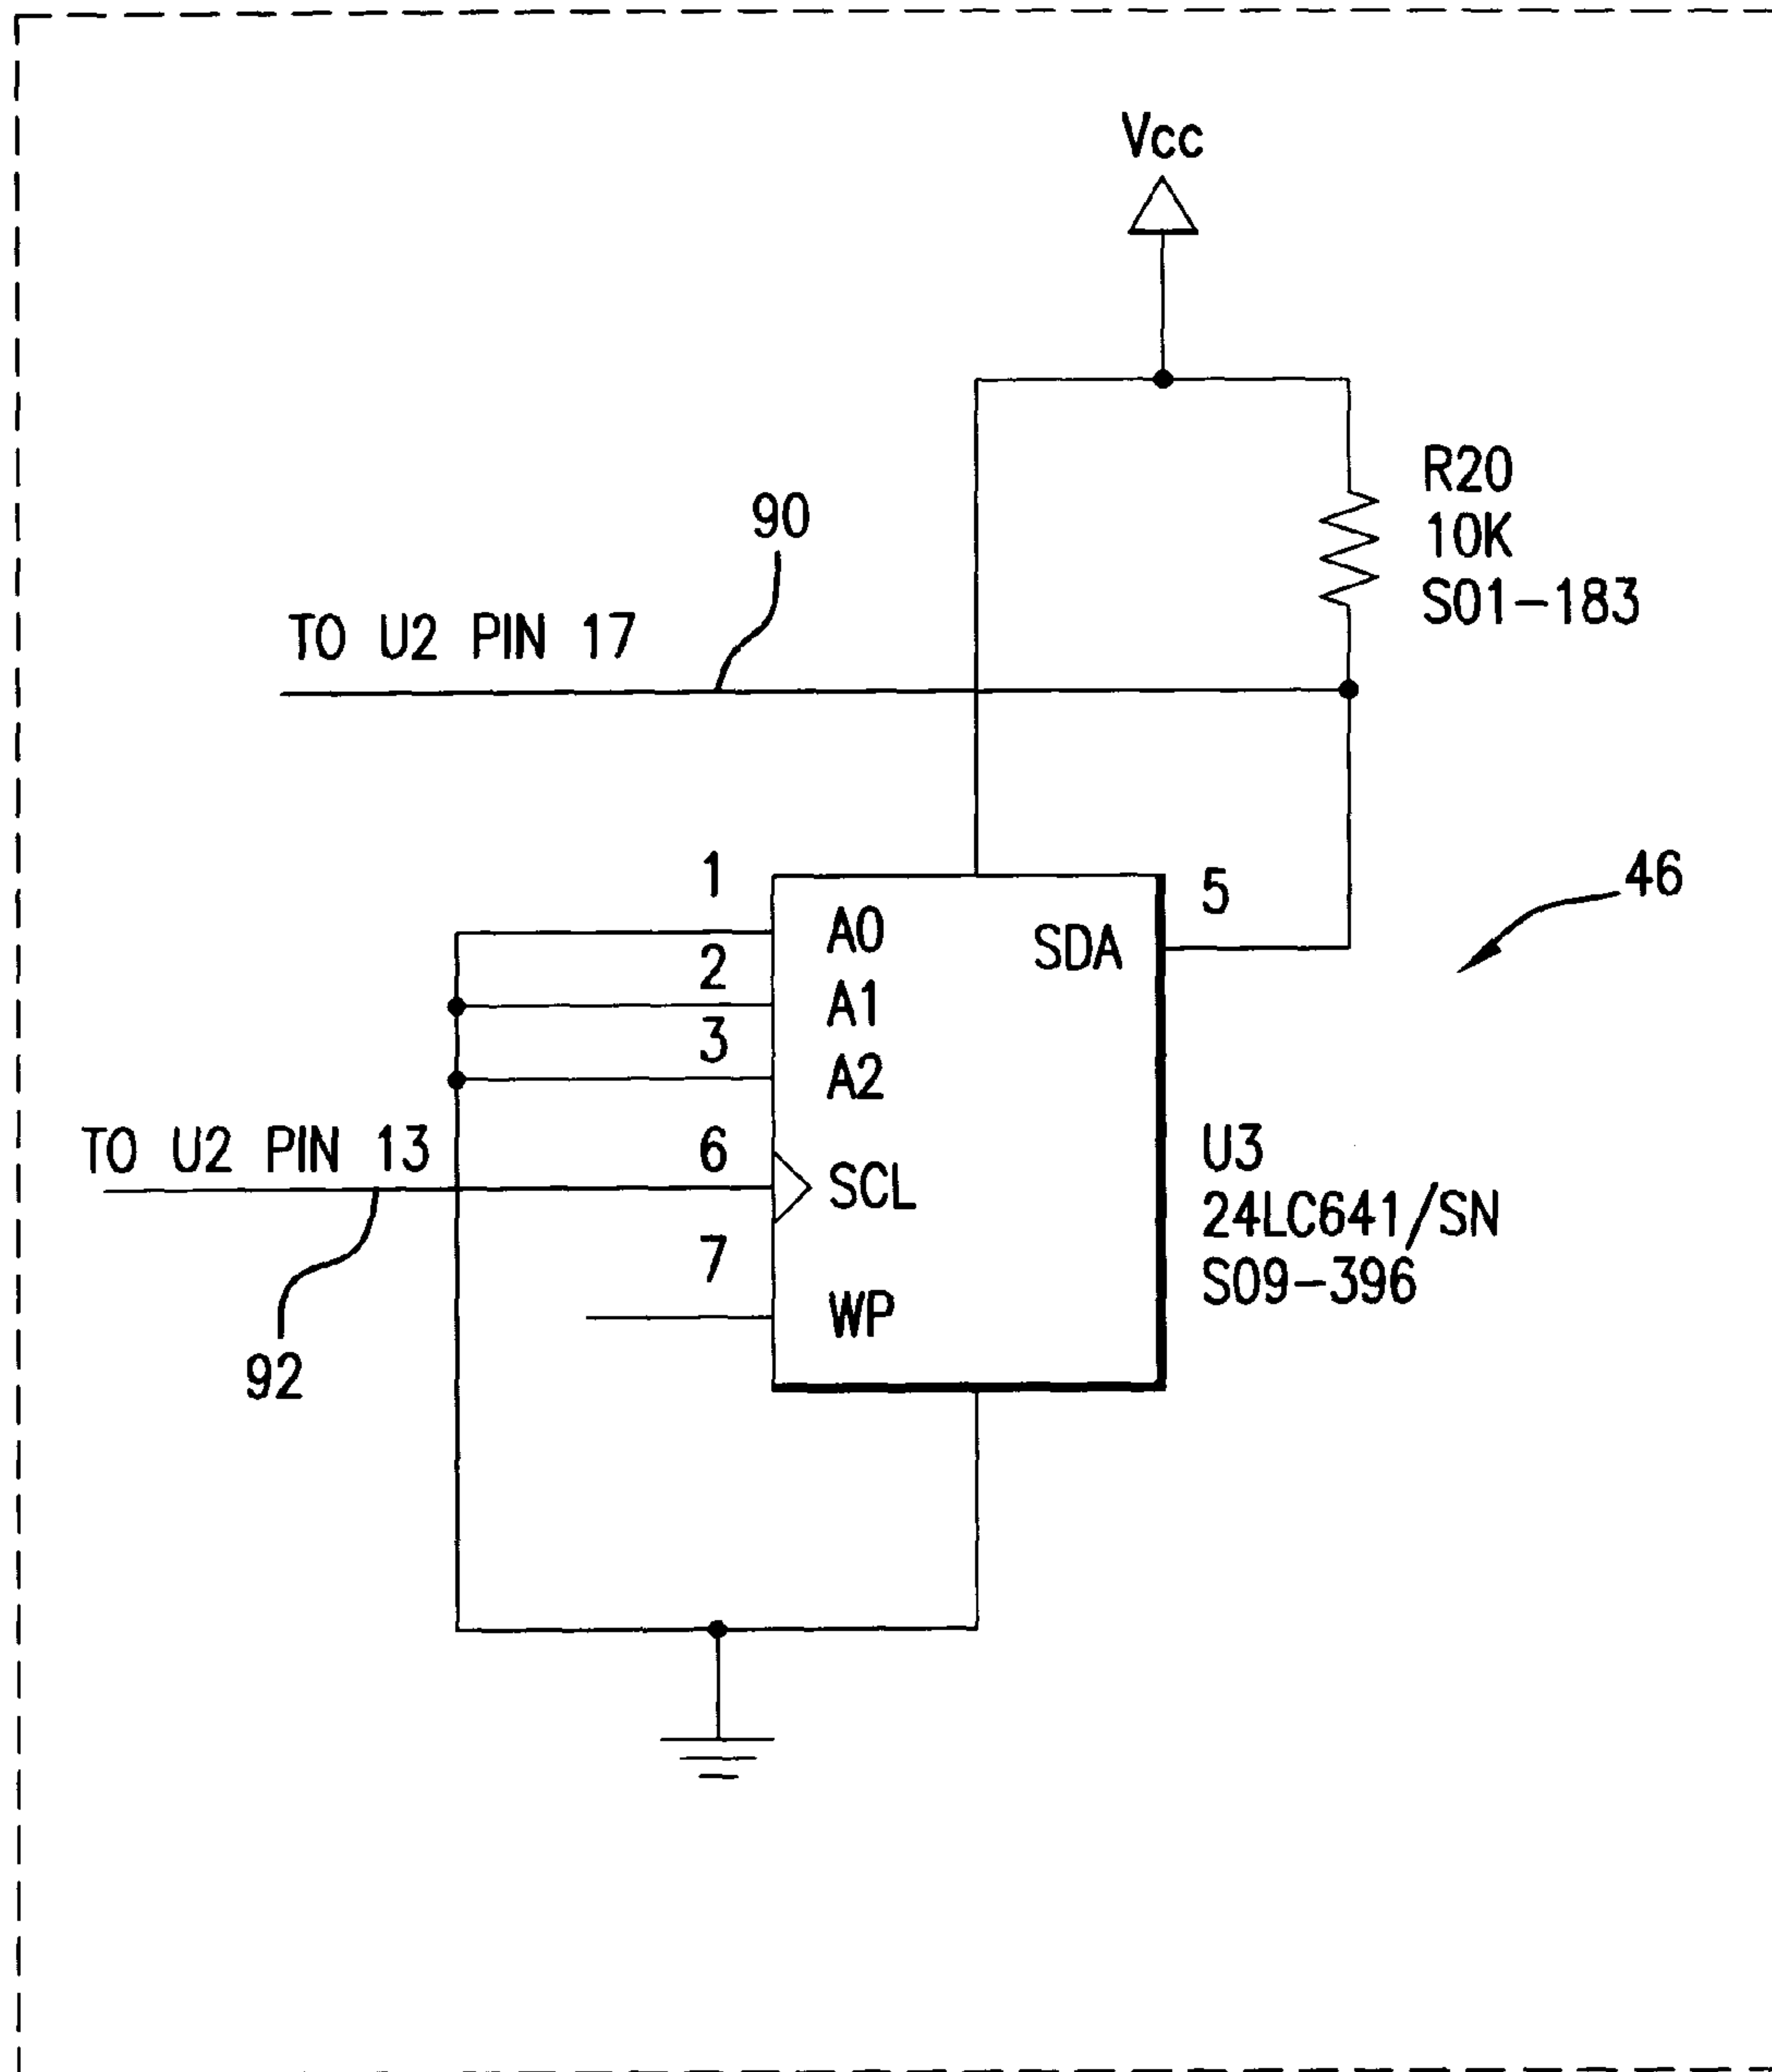 Vcc
R20
10K
S01-183
90
TO U2 PIN 17
1
A0
SDA
5
46
2
A1
3
A2
TO U2 PIN 13
6
SCL
U3
24LC641/SN
S09-396
7
WP
92